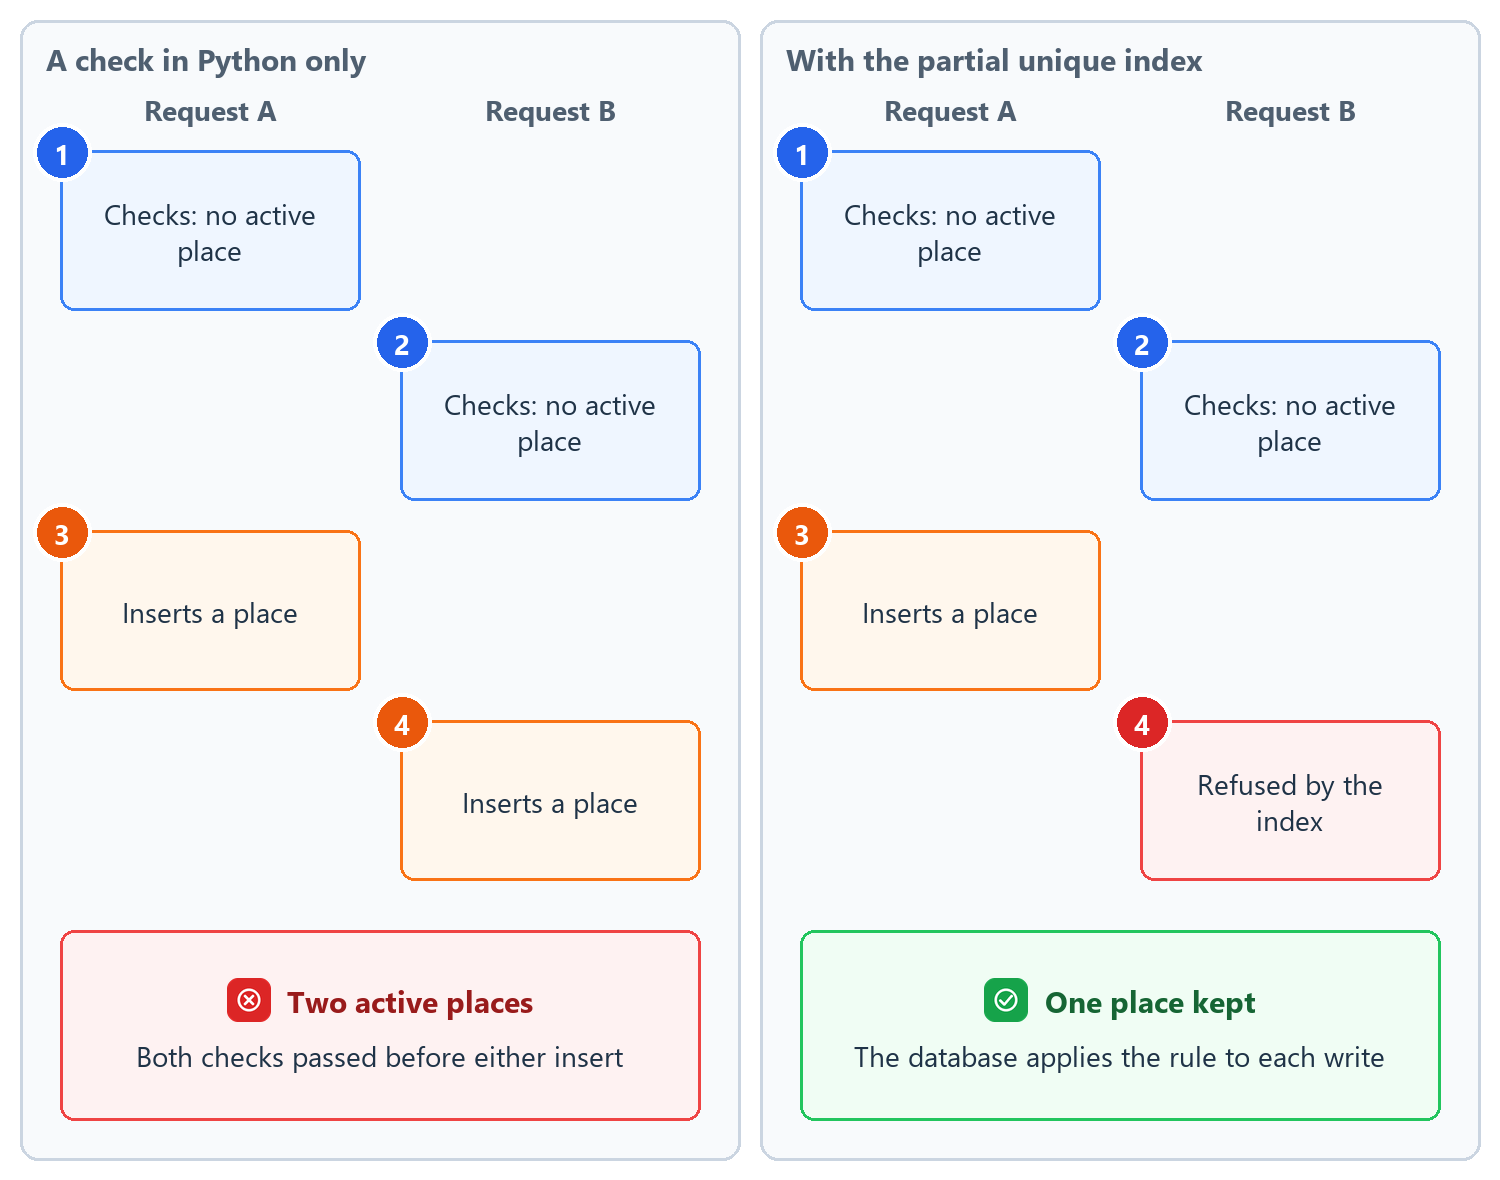 A check in Python only
Request A
Request B
1
Checks: no active
place
2
Checks: no active
place
3
Inserts a place
4
Inserts a place
Two active places
Both checks passed before either insert
With the partial unique index
Request A
Request B
1
Checks: no active
place
2
Checks: no active
place
3
Inserts a place
4
Refused by the
index
One place kept
The database applies the rule to each write